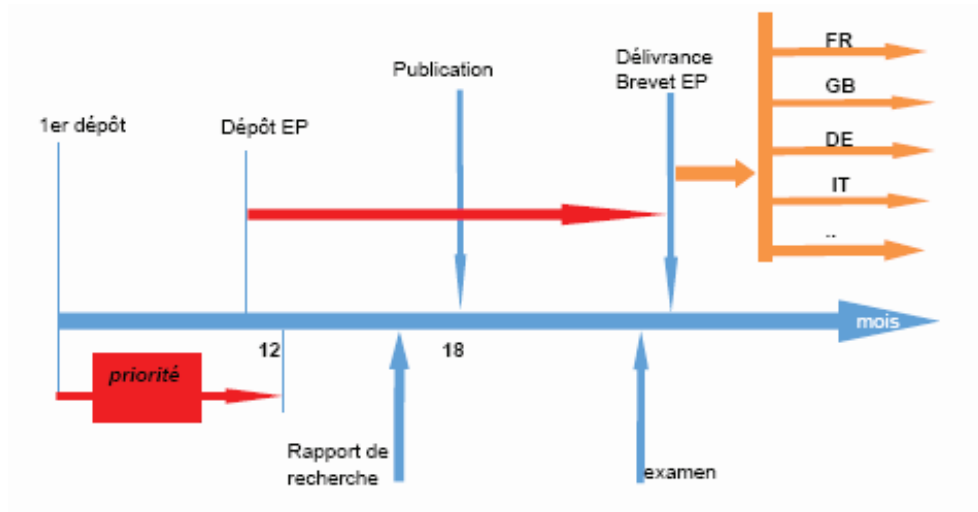 1er dépôt
Dépôt EP
Publication
Délivrance
Brevet EP
FR
GB
DE
IT
..
mois
12
18
priorité
Rapport de
recherche
examen